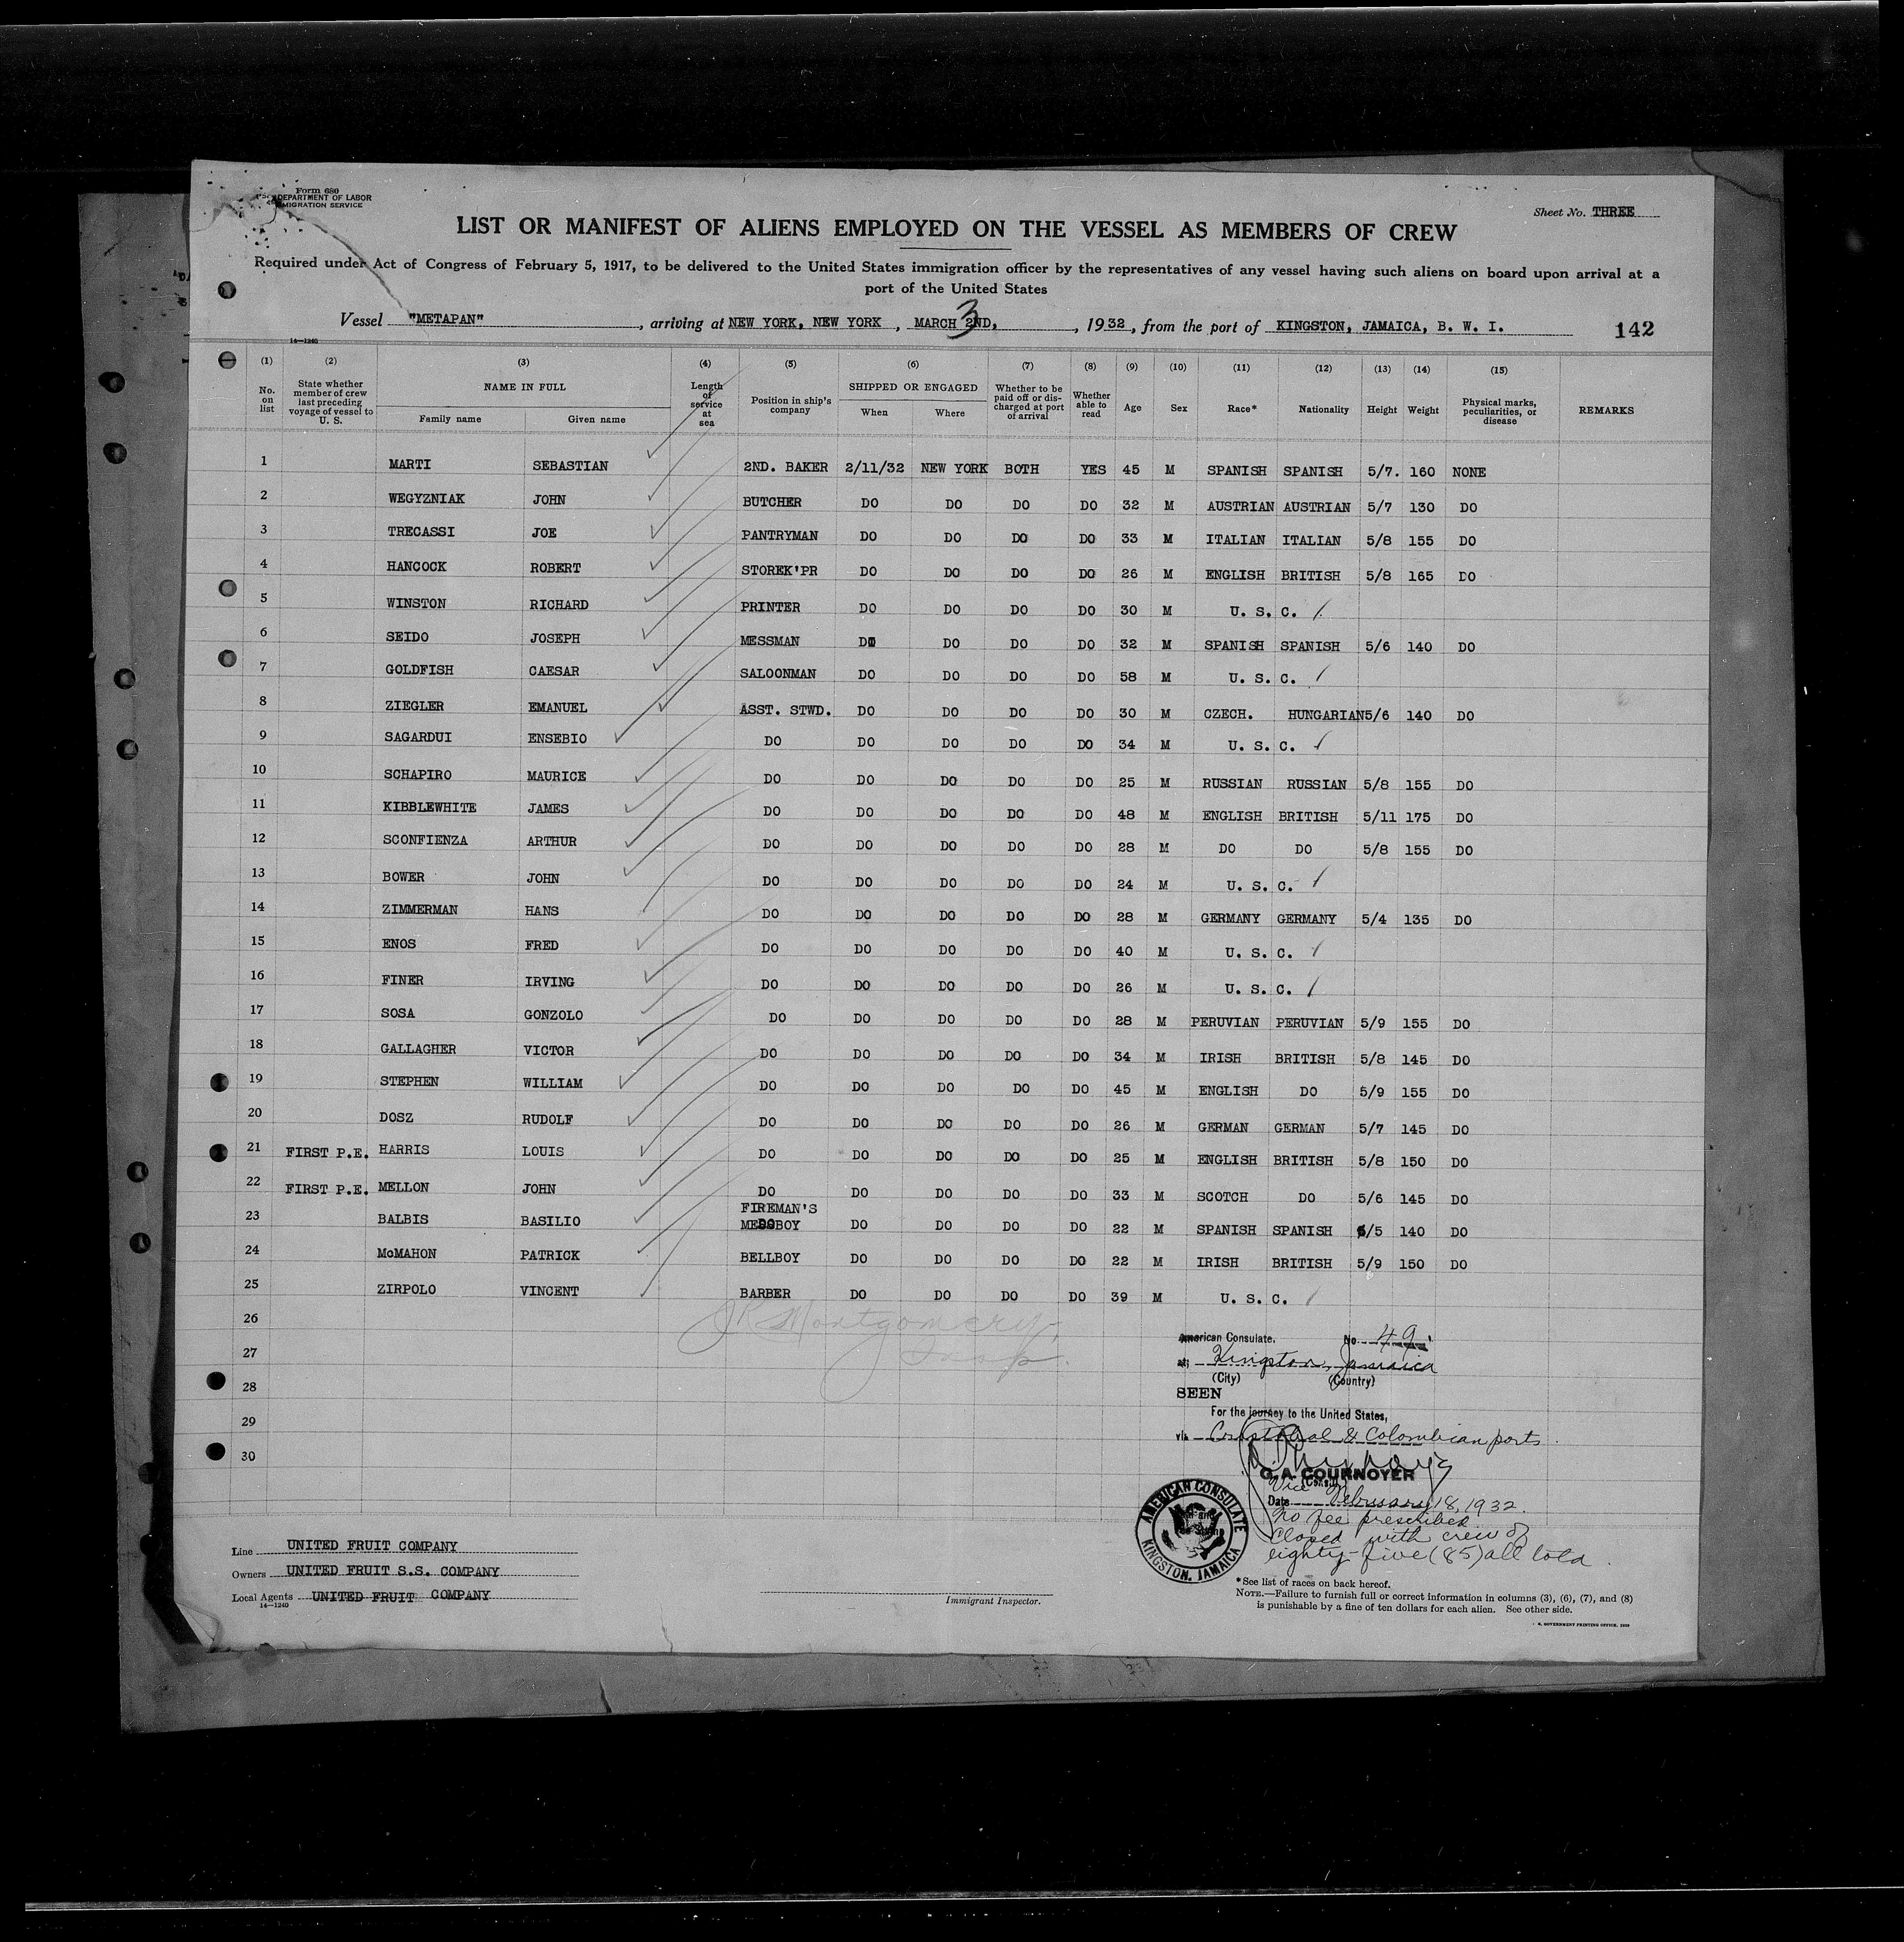 Form 680
DEPARTMENT OF LABOR
IMMIGRATION SERVICE
Sheet No. THREE
LIST OR MANIFEST OF ALIENS EMPLOYED ON THE VESSEL AS MEMBERS OF CREW
Required under Act of Congress of February 5, 1917, to be delivered to the United States immigration officer by the representatives of any vessel having such aliens on board upon arrival at a
port of the United States
Vessel "METAPAN", arriving at NEW YORK, NEW YORK, MARCH 2ND, 3, 1932, from the port of KINGSTON, JAMAICA, B. W. I. 142
14—1240
(1) (2) (3) (4) (5) (6) (7) (8) (9) (10) (11) (12) (13) (14) (15)
No. on list State whether member of crew last preceding voyage of vessel to U. S. NAME IN FULL Family name Given name Length of service at sea Position in ship's company SHIPPED OR ENGAGED When Where Whether to be paid off or discharged at port of arrival Whether able to read Age Sex Race* Nationality Height Weight Physical marks, peculiarities, or disease REMARKS
1 MARTI SEBASTIAN 2ND. BAKER 2/11/32 NEW YORK BOTH YES 45 M SPANISH SPANISH 5/7. 160 NONE
2 WEGYZNIAK JOHN BUTCHER DO DO DO DO 32 M AUSTRIAN AUSTRIAN 5/7 130 DO
3 TRECASSI JOE PANTRYMAN DO DO DO DO 33 M ITALIAN ITALIAN 5/8 155 DO
4 HANCOCK ROBERT STOREK'PR DO DO DO DO 26 M ENGLISH BRITISH 5/8 165 DO
5 WINSTON RICHARD PRINTER DO DO DO DO 30 M U. S. C.
6 SEIDO JOSEPH MESSMAN DO DO DO DO 32 M SPANISH SPANISH 5/6 140 DO
7 GOLDFISH CAESAR SALOONMAN DO DO DO DO 58 M U. S. C.
8 ZIEGLER EMANUEL ASST. STWD. DO DO DO DO 30 M CZECH. HUNGARIAN 5/6 140 DO
9 SAGARDUI ENSEBIO DO DO DO DO DO 34 M U. S. C.
10 SCHAPIRO MAURICE DO DO DO DO DO 25 M RUSSIAN RUSSIAN 5/8 155 DO
11 KIBBLEWHITE JAMES DO DO DO DO DO 48 M ENGLISH BRITISH 5/11 175 DO
12 SCONFIENZA ARTHUR DO DO DO DO DO 28 M DO DO 5/8 155 DO
13 BOWER JOHN DO DO DO DO DO 24 M U. S. C.
14 ZIMMERMAN HANS DO DO DO DO DO 28 M GERMANY GERMANY 5/4 135 DO
15 ENOS FRED DO DO DO DO DO 40 M U. S. C.
16 FINER IRVING DO DO DO DO DO 26 M U. S. C.
17 SOSA GONZOLO DO DO DO DO DO 28 M PERUVIAN PERUVIAN 5/9 155 DO
18 GALLAGHER VICTOR DO DO DO DO DO 34 M IRISH BRITISH 5/8 145 DO
19 STEPHEN WILLIAM DO DO DO DO DO 45 M ENGLISH DO 5/9 155 DO
20 DOSZ RUDOLF DO DO DO DO DO 26 M GERMAN GERMAN 5/7 145 DO
21 FIRST P.E. HARRIS LOUIS DO DO DO DO DO 25 M ENGLISH BRITISH 5/8 150 DO
22 FIRST P.E. MELLON JOHN DO DO DO DO DO 33 M SCOTCH DO 5/6 145 DO
23 BALBIS BASILIO FIREMAN'S MESSBOY DO DO DO DO 22 M SPANISH SPANISH 5/5 140 DO
24 McMAHON PATRICK BELLBOY DO DO DO DO 22 M IRISH BRITISH 5/9 150 DO
25 ZIRPOLO VINCENT BARBER DO DO DO DO 39 M U. S. C.
26
27
28
29
30
J R Montgomery,
Insp.
American Consulate, No. 49
at: Kingston, Jamaica
(City) (Country)
SEEN
For the journey to the United States,
via Cristobal & Colombian ports.
G. A. COURNOYER
Vice Consul
Date February 18, 1932.
No fee prescribed
Closed with crew of
eighty-five (85) all told.
AMERICAN CONSULATE
KINGSTON, JAMAICA
Line UNITED FRUIT COMPANY
Owners UNITED FRUIT S.S. COMPANY
Local Agents UNITED FRUIT COMPANY
14—1240
Immigrant Inspector.
*See list of races on back hereof.
NOTE.—Failure to furnish full or correct information in columns (3), (6), (7), and (8)
is punishable by a fine of ten dollars for each alien. See other side.